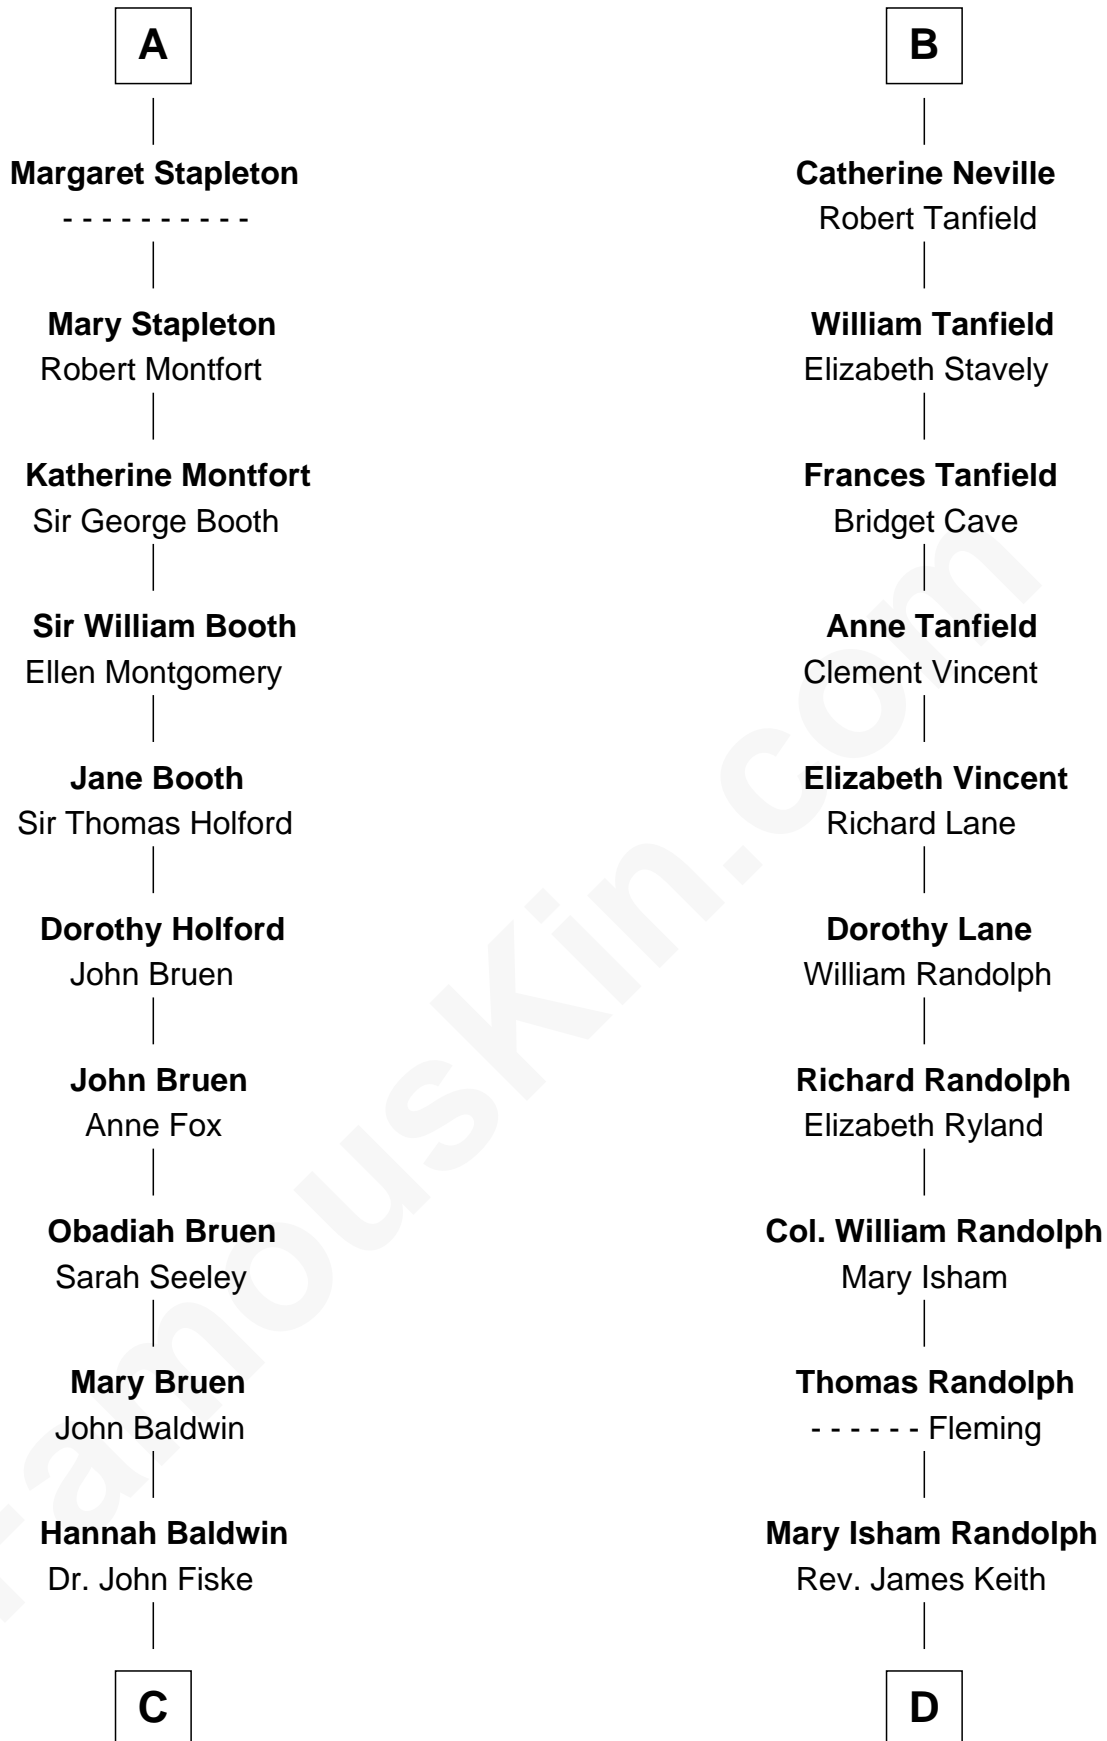 A
Margaret Stapleton
- - - - - - - - - -
Mary Stapleton
Robert Montfort
Katherine Montfort
Sir George Booth
Sir William Booth
Ellen Montgomery
Jane Booth
Sir Thomas Holford
Dorothy Holford
John Bruen
John Bruen
Anne Fox
Obadiah Bruen
Sarah Seeley
Mary Bruen
John Baldwin
Hannah Baldwin
Dr. John Fiske
C
B
Catherine Neville
Robert Tanfield
William Tanfield
Elizabeth Stavely
Frances Tanfield
Bridget Cave
Anne Tanfield
Clement Vincent
Elizabeth Vincent
Richard Lane
Dorothy Lane
William Randolph
Richard Randolph
Elizabeth Ryland
Col. William Randolph
Mary Isham
Thomas Randolph
- - - - - - Fleming
Mary Isham Randolph
Rev. James Keith
D
FamousKin.com